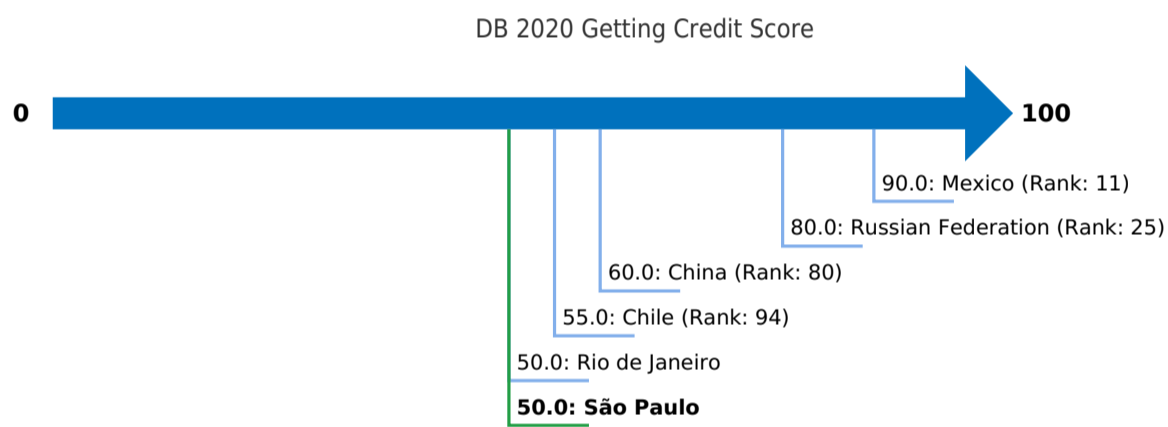 DB 2020 Getting Credit Score
0
100
90.0: Mexico (Rank: 11)
80.0: Russian Federation (Rank: 25)
60.0: China (Rank: 80)
55.0: Chile (Rank: 94)
50.0: Rio de Janeiro
50.0: São Paulo